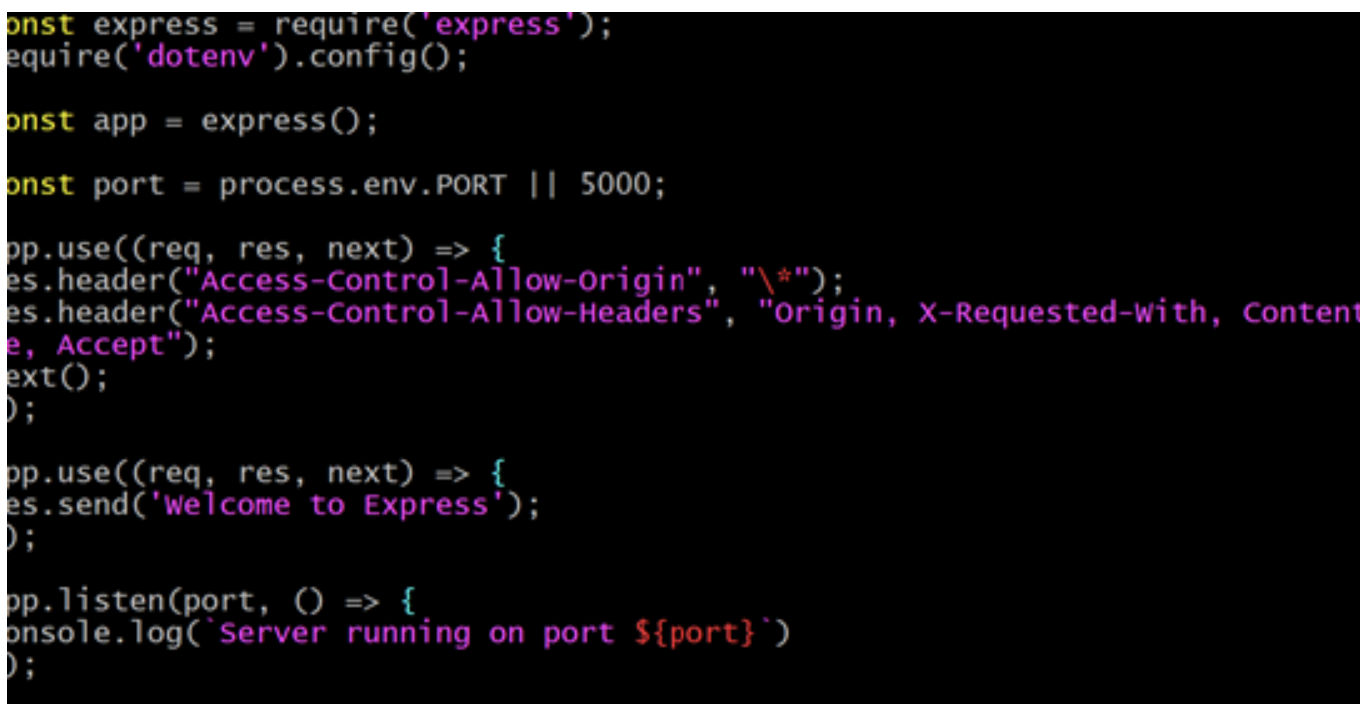 onst express = require('express');
equire('dotenv').config();
onst app = express();
onst port = process.env.PORT || 5000;
pp.use((req, res, next) => {
es.header("Access-Control-Allow-Origin", "\*");
es.header("Access-Control-Allow-Headers", "Origin, X-Requested-With, Content
e, Accept");
ext();
);
pp.use((req, res, next) => {
es.send('Welcome to Express');
);
pp.listen(port, () => {
onsole.log(`Server running on port ${port}`)
);